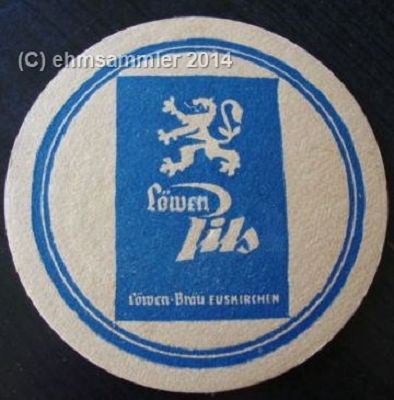 (C) ehmsammler 2014
Löwen
Pils
Löwen-Bräu EUSKIRCHEN